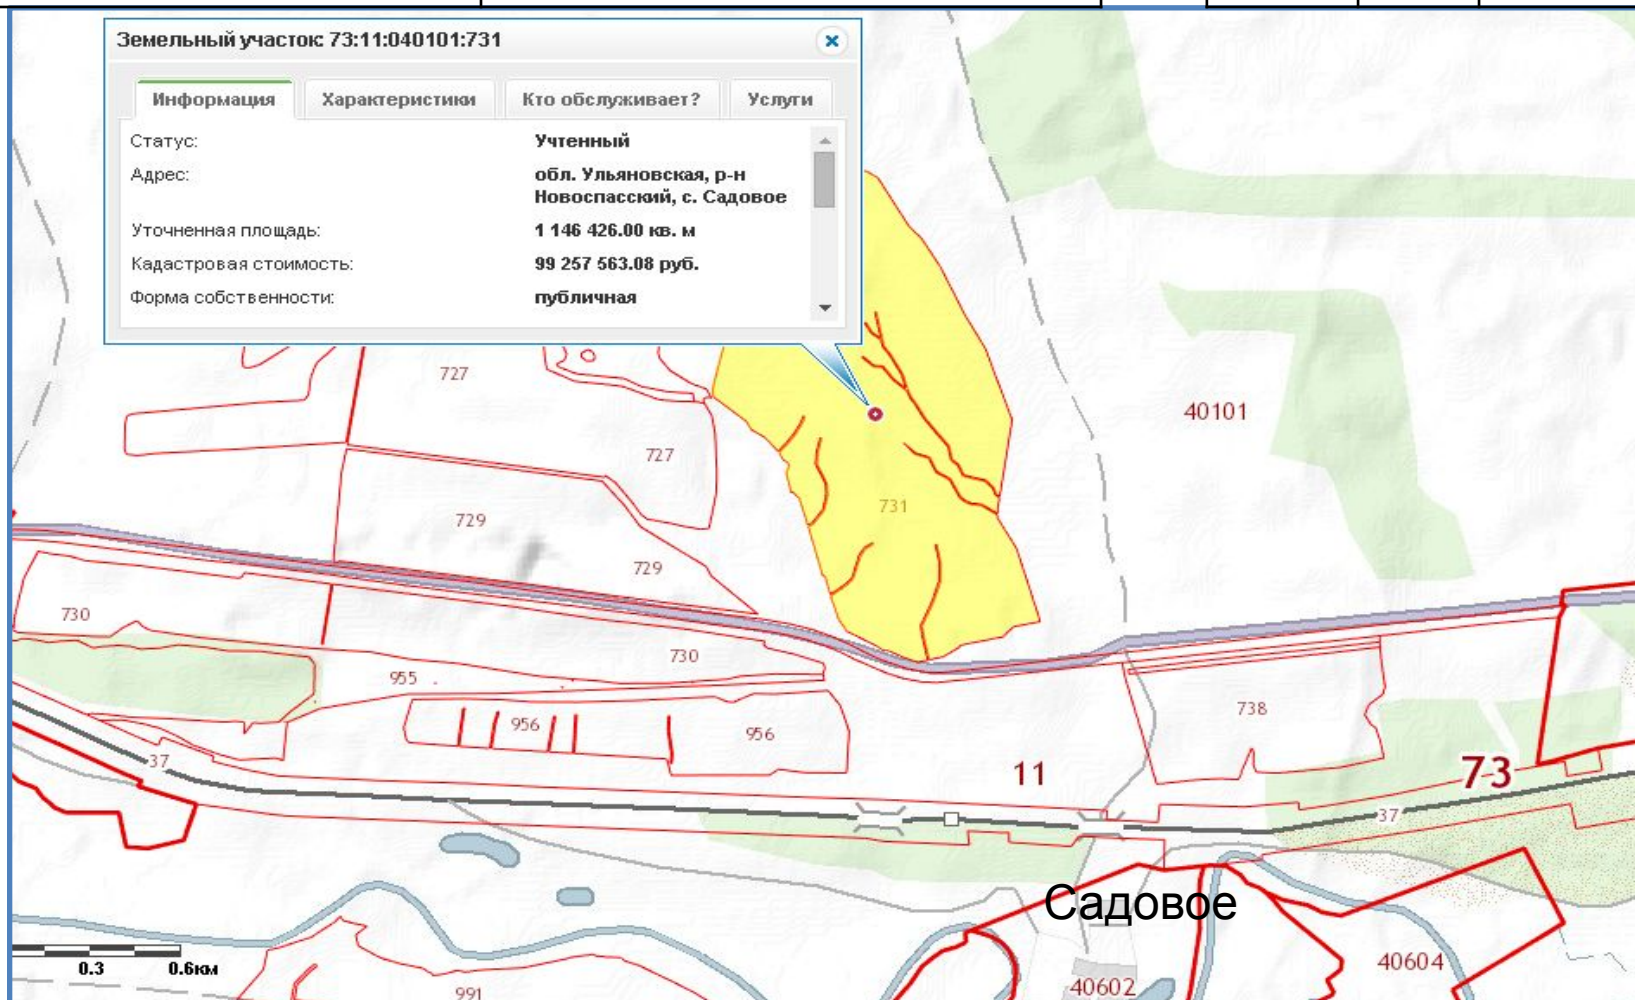 Земельный участок: 73:11:040101:731
Информация
Характеристики
Кто обслуживает?
Услуги
Статус:
Учтенный
Адрес:
обл. Ульяновская, р-н
Новоспасский, с. Садовое
Уточненная площадь:
1 146 426.00 кв. м
Кадастровая стоимость:
99 257 563.08 руб.
Форма собственности:
публичная
727
40101
727
731
729
729
730
730
955
738
956
956
37
11
73
37
Садовое
0.3
0.6км
40604
40602
991